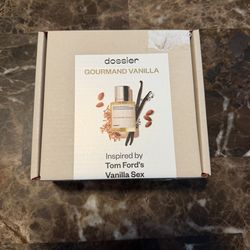 dossier
GOURMAND VANILLA
Inspired by
Tom Ford's
Vanilla Sex